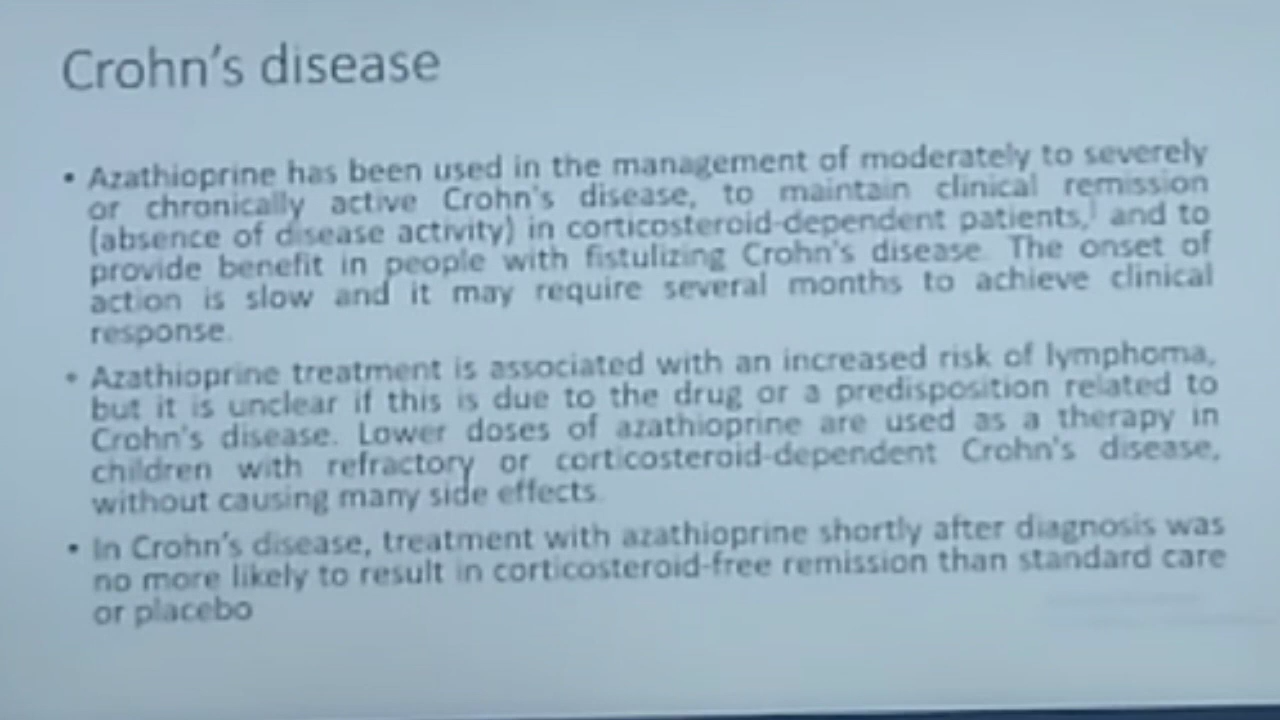 Crohn's disease
• Azathioprine has been used in the management of moderately to severely
or chronically active Crohn's disease, to maintain clinical remission
(absence of disease activity) in corticosteroid-dependent patients, and to
provide benefit in people with fistulizing Crohn's disease. The onset of
action is slow and it may require several months to achieve clinical
response.
• Azathioprine treatment is associated with an increased risk of lymphoma,
but it is unclear if this is due to the drug or a predisposition related to
Crohn's disease. Lower doses of azathioprine are used as a therapy in
children with refractory or corticosteroid-dependent Crohn's disease,
without causing many side effects.
• In Crohn's disease, treatment with azathioprine shortly after diagnosis was
no more likely to result in corticosteroid-free remission than standard care
or placebo